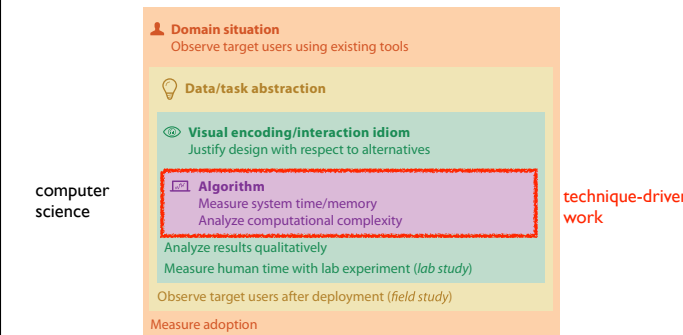 Domain situation
Observe target users using existing tools
Data/task abstraction
Visual encoding/interaction idiom
Justify design with respect to alternatives
Algorithm
Measure system time/memory
Analyze computational complexity
computer
science
technique-driven
work
Analyze results qualitatively
Measure human time with lab experiment (lab study)
Observe target users after deployment (field study)
Measure adoption